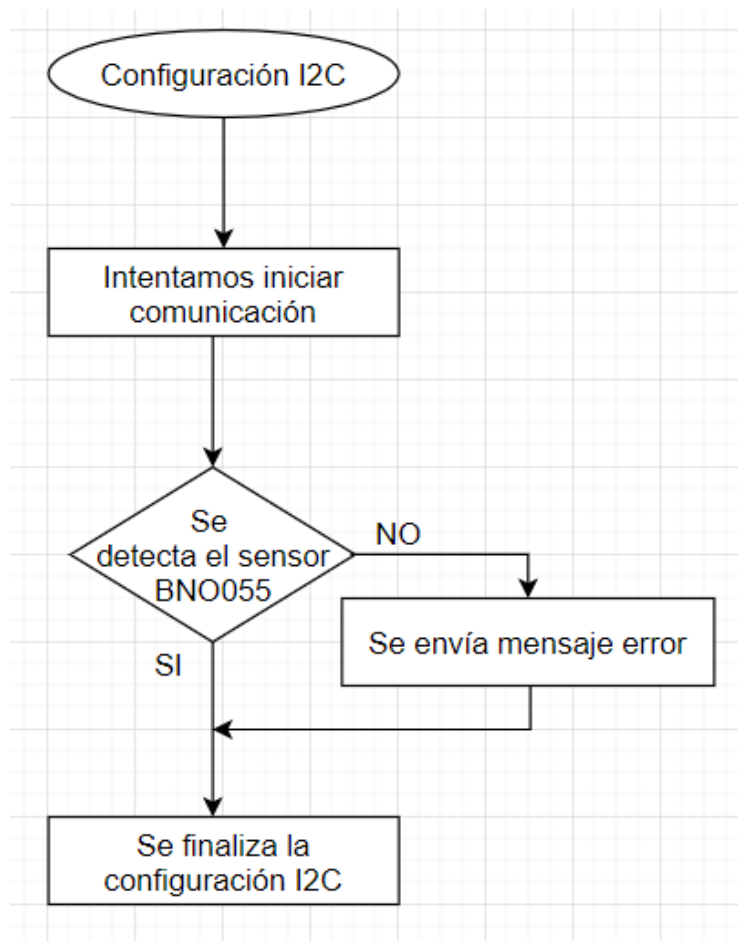 Configuración I2C
Intentamos iniciar
comunicación
Se
detecta el sensor
BNO055
NO
Se envía mensaje error
SI
Se finaliza la
configuración I2C